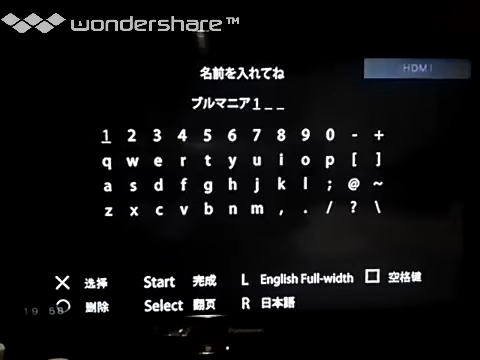 wondershare™
HDMI
名前を入れてね
ブルマニア1_ _
1 2 3 4 5 6 7 8 9 0 - +
q w e r t y u i o p [ ]
a s d f g h j k l ; @ ~
z x c v b n m , . / ? \
选择 Start 完成 L English Full-width 空格键
删除 Select 翻页 R 日本語
19 58
Panasonic